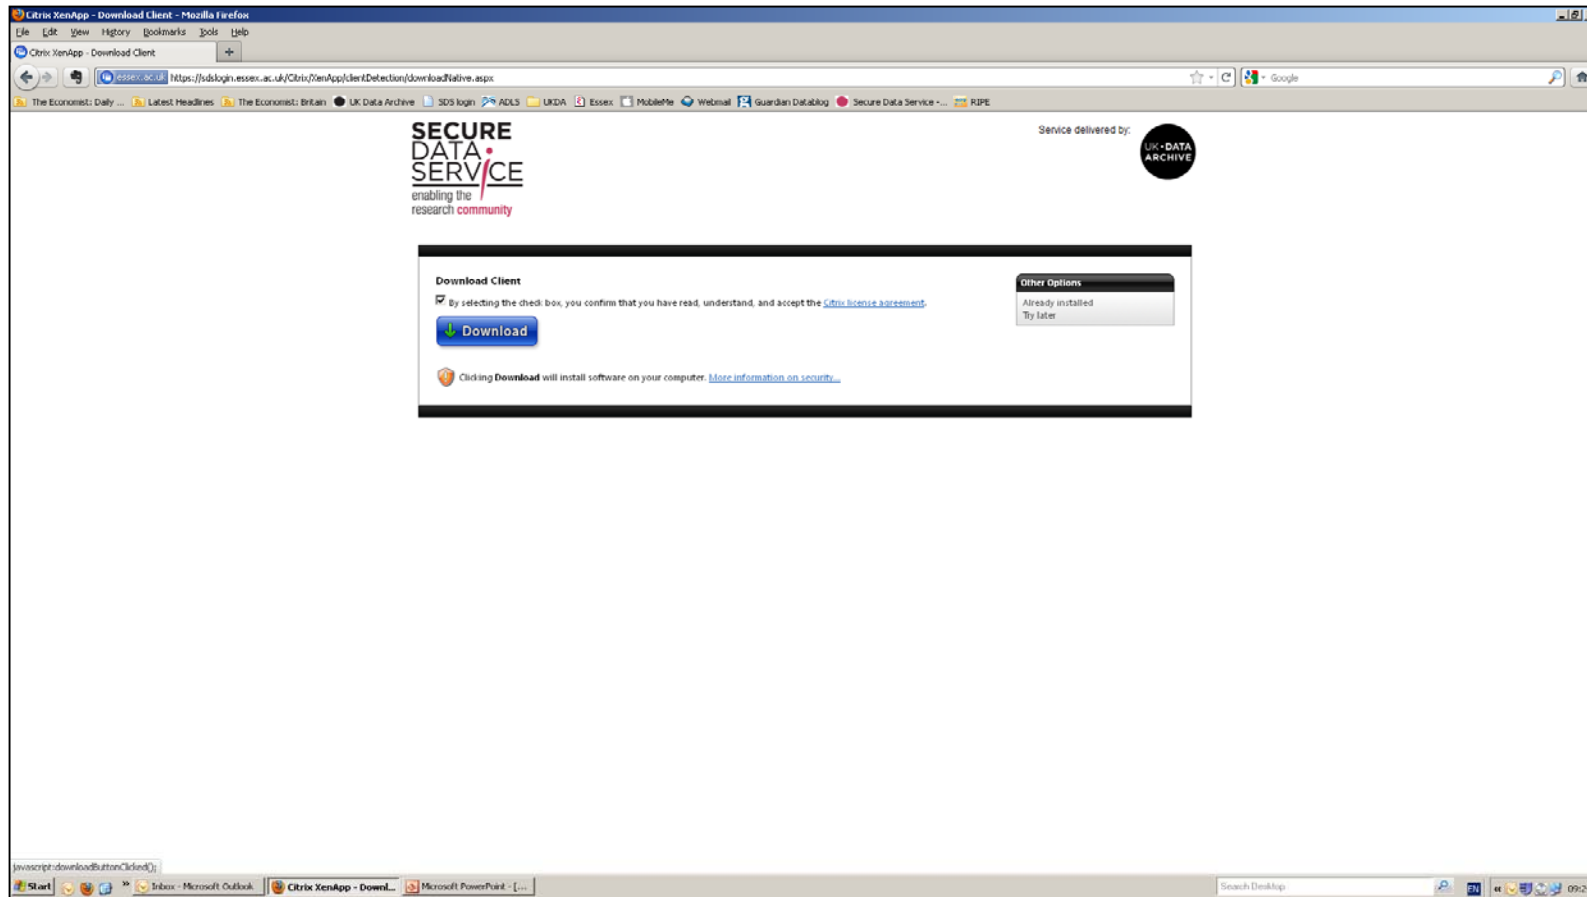 Citrix XenApp - Download Client - Mozilla Firefox
File Edit View History Bookmarks Tools Help
Citrix XenApp - Download Client
essex.ac.uk https://sdslogin.essex.ac.uk/Citrix/XenApp/clientDetection/downloadNative.aspx Google
The Economist: Daily ... Latest Headlines The Economist: Britain UK Data Archive SDS login ADLS UKDA Essex MobileMe Webmail Guardian Datablog Secure Data Service -... RIPE
SECURE
DATA
SERVICE
enabling the
research community
Service delivered by:
UK·DATA
ARCHIVE
Download Client
By selecting the check box, you confirm that you have read, understand, and accept the Citrix license agreement.
Download
Clicking Download will install software on your computer. More information on security...
Other Options
Already installed
Try later
javascript:downloadButtonClicked();
Start Inbox - Microsoft Outlook Citrix XenApp - Downl... Microsoft PowerPoint - [... Search Desktop EN